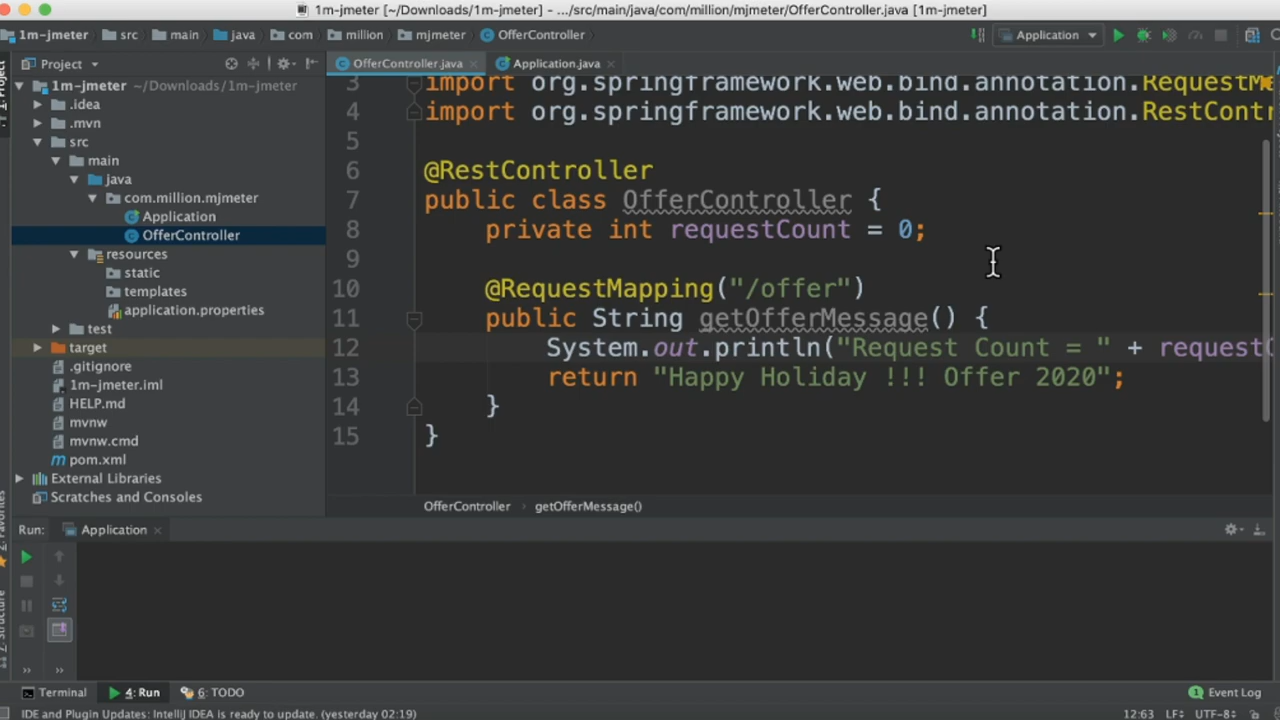 1m-jmeter [~/Downloads/1m-jmeter] - .../src/main/java/com/million/mjmeter/OfferController.java [1m-jmeter]
1m-jmeter src main java com million mjmeter OfferController Application
Project OfferController.java Application.java
1m-jmeter ~/Downloads/1m-jmeter
.idea
.mvn
src
main
java
com.million.mjmeter
Application
OfferController
resources
static
templates
application.properties
test
target
.gitignore
1m-jmeter.iml
HELP.md
mvnw
mvnw.cmd
pom.xml
External Libraries
Scratches and Consoles
1: Project
3 import org.springframework.web.bind.annotation.RequestM
4 import org.springframework.web.bind.annotation.RestContr
5
6 @RestController
7 public class OfferController {
8 private int requestCount = 0;
9
10 @RequestMapping("/offer")
11 public String getOfferMessage() {
12 System.out.println("Request Count = " + requestC
13 return "Happy Holiday !!! Offer 2020";
14 }
15 }
OfferController › getOfferMessage()
Run: Application
2: Favorites
Z: Structure
Terminal 4: Run 6: TODO Event Log
IDE and Plugin Updates: IntelliJ IDEA is ready to update. (yesterday 02:19) 12:63 LF÷ UTF-8÷